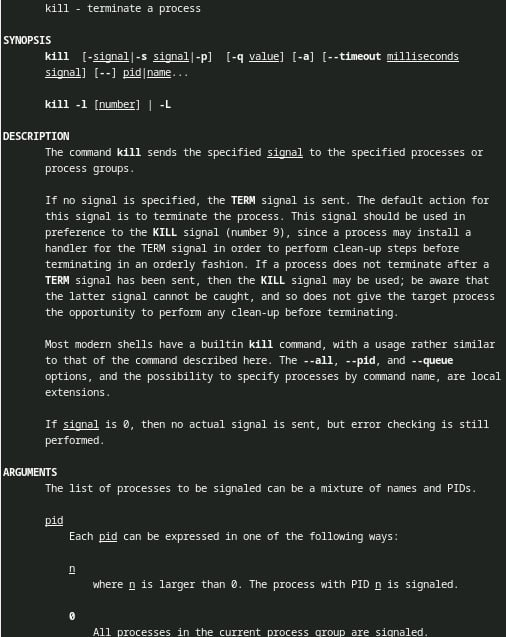 kill - terminate a process
SYNOPSIS
kill [-signal|-s signal|-p] [-q value] [-a] [--timeout milliseconds
signal] [--] pid|name...
kill -l [number] | -L
DESCRIPTION
The command kill sends the specified signal to the specified processes or
process groups.
If no signal is specified, the TERM signal is sent. The default action for
this signal is to terminate the process. This signal should be used in
preference to the KILL signal (number 9), since a process may install a
handler for the TERM signal in order to perform clean-up steps before
terminating in an orderly fashion. If a process does not terminate after a
TERM signal has been sent, then the KILL signal may be used; be aware that
the latter signal cannot be caught, and so does not give the target process
the opportunity to perform any clean-up before terminating.
Most modern shells have a builtin kill command, with a usage rather similar
to that of the command described here. The --all, --pid, and --queue
options, and the possibility to specify processes by command name, are local
extensions.
If signal is 0, then no actual signal is sent, but error checking is still
performed.
ARGUMENTS
The list of processes to be signaled can be a mixture of names and PIDs.
pid
Each pid can be expressed in one of the following ways:
n
where n is larger than 0. The process with PID n is signaled.
0
All processes in the current process group are signaled.